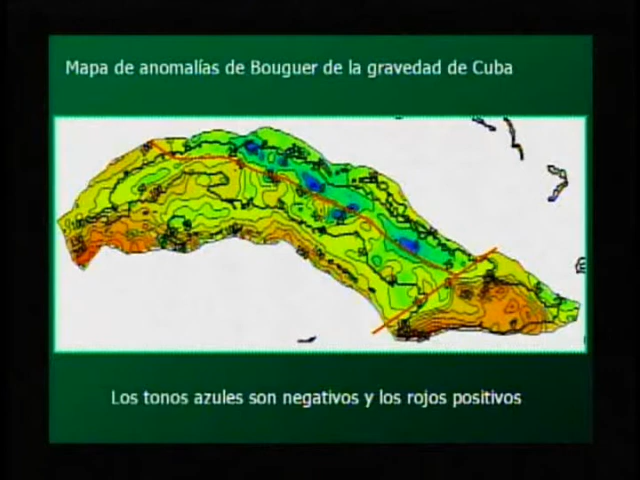 Mapa de anomalías de Bouguer de la gravedad de Cuba
Los tonos azules son negativos y los rojos positivos